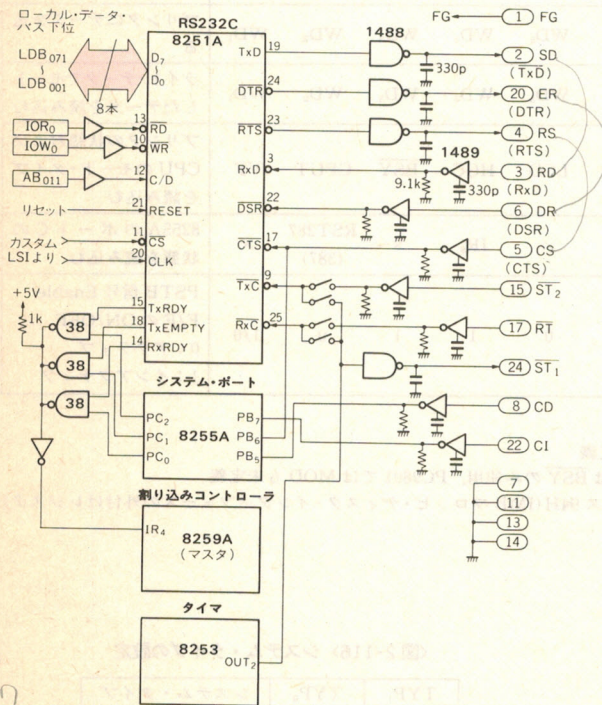 ローカル・データ・
バス下位
LDB071
〜
LDB001
8本
IOR0
IOW0
AB011
リセット
カスタム
LSIより
+5V
1k
RS232C
8251A
D7
〜
D0
13 RD
10 WR
12 C/D
21 RESET
11 CS
20 CLK
15 TxRDY
18 TxEMPTY
14 RxRDY
TxD 19
DTR 24
RTS 23
RxD 3
DSR 22
CTS 17
TxC 9
RxC 25
38
38
38
システム・ポート
8255A
PC2
PC1
PC0
PB7
PB6
PB5
割り込みコントローラ
IR4
8259A
(マスタ)
タイマ
8253
OUT2
1488
330p
1489
9.1k
330p
FG 1 FG
2 SD
(TxD)
20 ER
(DTR)
4 RS
(RTS)
3 RD
(RxD)
6 DR
(DSR)
5 CS
(CTS)
15 ST2
17 RT
24 ST1
8 CD
22 CI
7
11
13
14